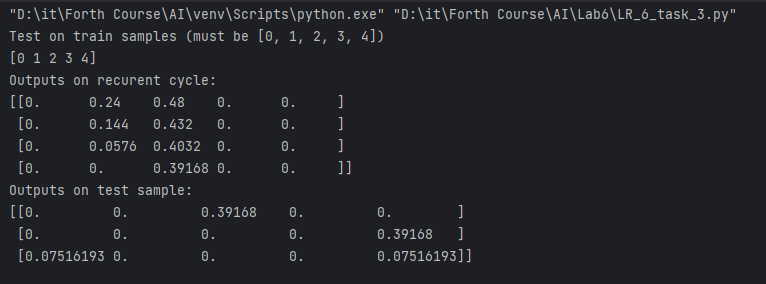 "D:\it\Forth Course\AI\venv\Scripts\python.exe" "D:\it\Forth Course\AI\Lab6\LR_6_task_3.py"
Test on train samples (must be [0, 1, 2, 3, 4])
[0 1 2 3 4]
Outputs on recurent cycle:
[[0.      0.24    0.48    0.      0.     ]
 [0.      0.144   0.432   0.      0.     ]
 [0.      0.0576  0.4032  0.      0.     ]
 [0.      0.      0.39168 0.      0.     ]]
Outputs on test sample:
[[0.         0.         0.39168    0.         0.        ]
 [0.         0.         0.         0.         0.39168   ]
 [0.07516193 0.         0.         0.         0.07516193]]